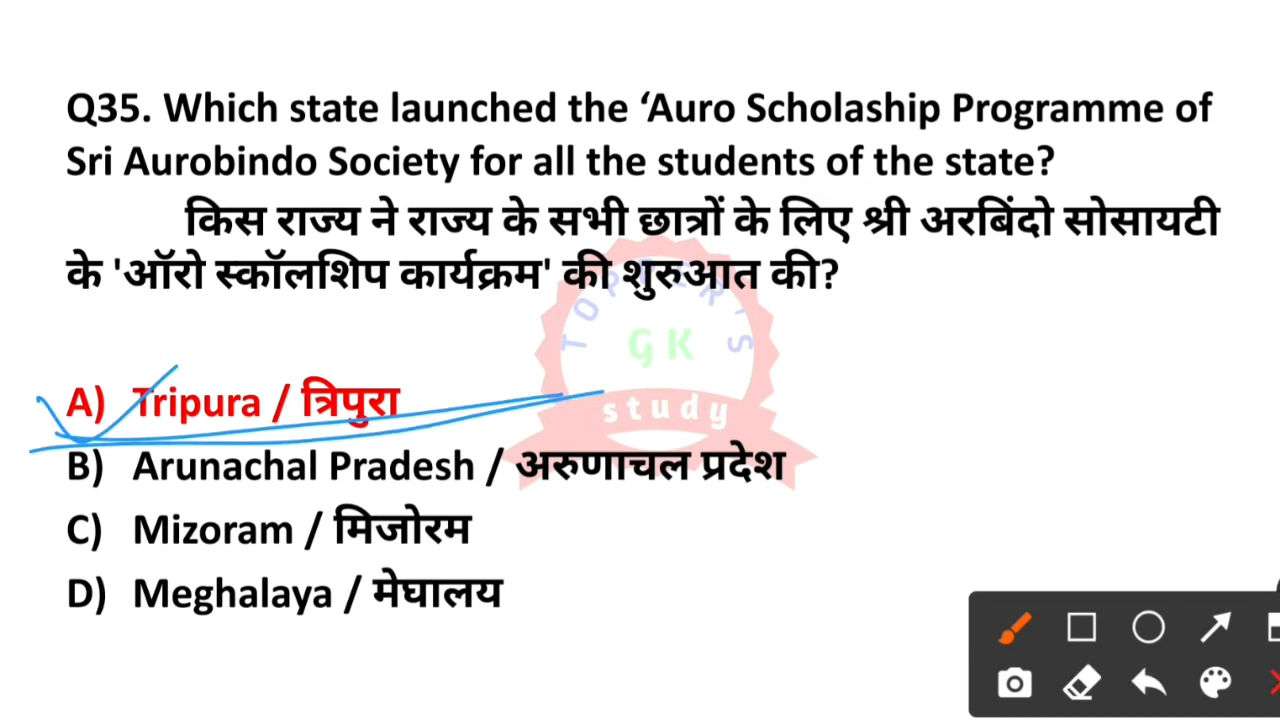 Q35. Which state launched the ‘Auro Scholaship Programme of
Sri Aurobindo Society for all the students of the state?
किस राज्य ने राज्य के सभी छात्रों के लिए श्री अरबिंदो सोसायटी
के 'ऑरो स्कॉलशिप कार्यक्रम' की शुरुआत की?
TOPPER'S
GK
study
A) Tripura / त्रिपुरा
B) Arunachal Pradesh / अरुणाचल प्रदेश
C) Mizoram / मिजोरम
D) Meghalaya / मेघालय